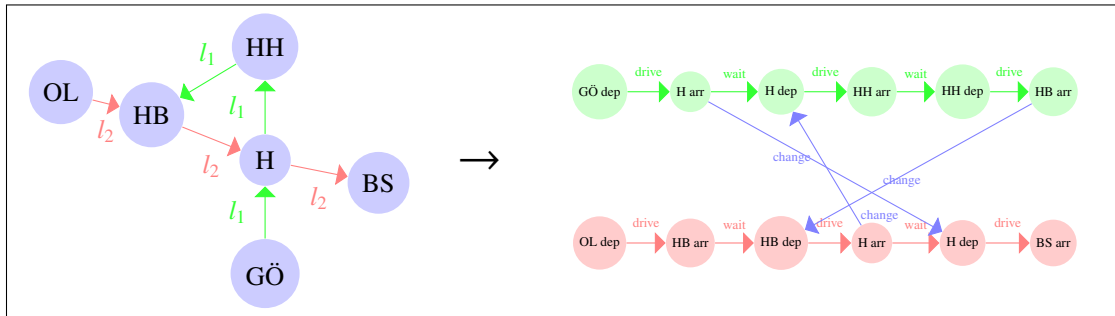 HH
l₁
OL
HB
l₂
l₁
l₂
H
l₂
BS
l₁
GÖ
→
drive wait drive wait drive
GÖ dep H arr H dep HH arr HH dep HB arr
change
change
change
drive wait drive wait drive
OL dep HB arr HB dep H arr H dep BS arr